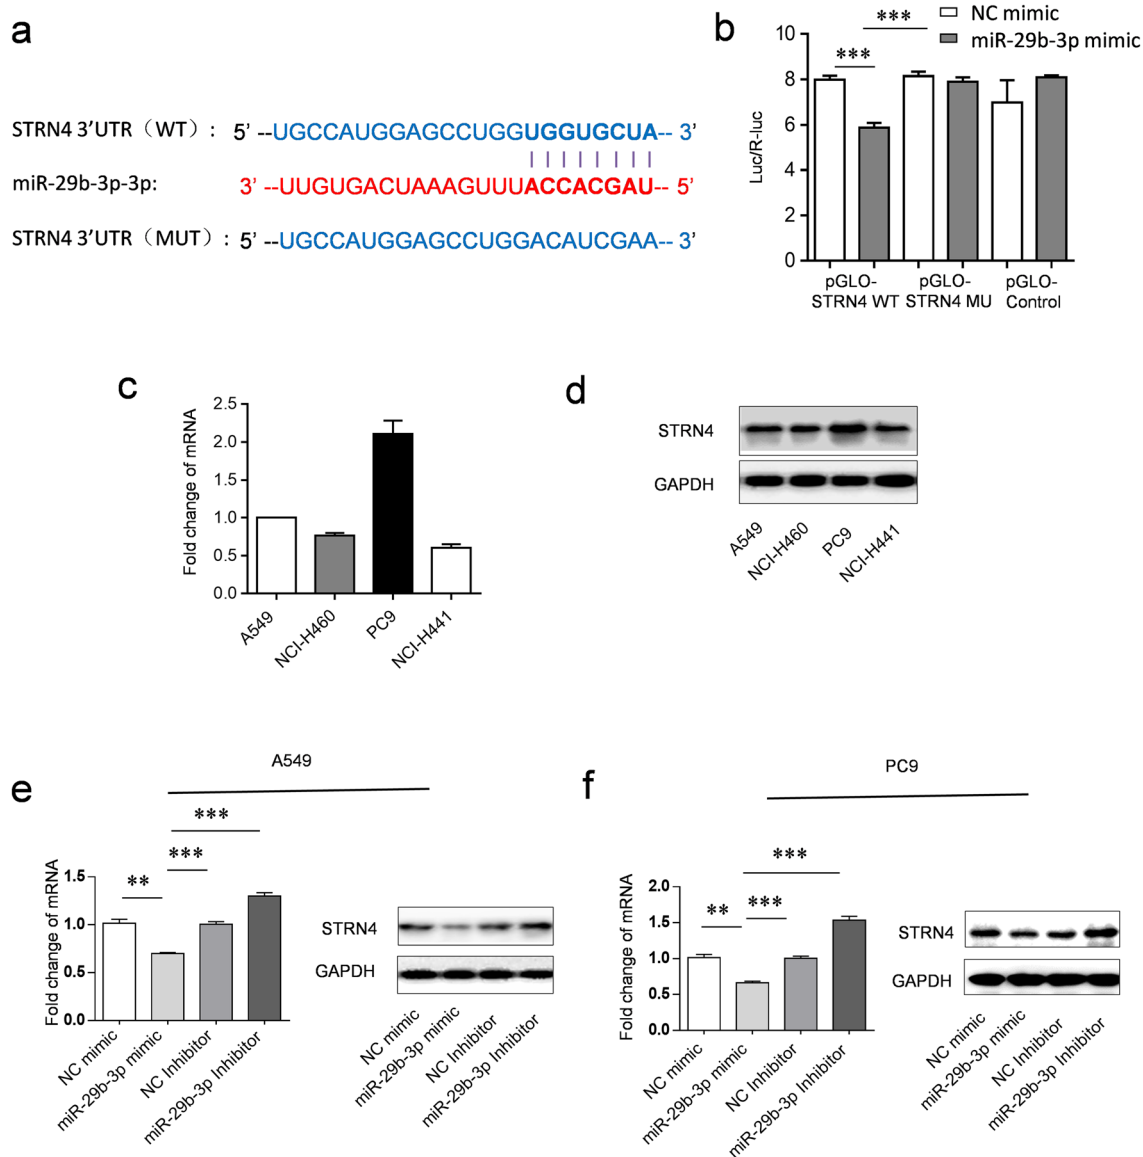 a
STRN4 3'UTR（WT）: 5' --UGCCAUGGAGCCUGGUGGUGCUA-- 3'
miR-29b-3p-3p: 3' --UUGUGACUAAAGUUUACCACGAU-- 5'
STRN4 3'UTR（MUT）: 5' --UGCCAUGGAGCCUGGACAUCGAA-- 3'
b
NC mimic
miR-29b-3p mimic
***
***
Luc/R-luc
10
8
6
4
2
0
pGLO-
STRN4 WT
pGLO-
STRN4 MU
pGLO-
Control
c
Fold change of mRNA
2.5
2.0
1.5
1.0
0.5
0.0
A549
NCI-H460
PC9
NCI-H441
d
STRN4
GAPDH
A549
NCI-H460
PC9
NCI-H441
e
A549
***
***
**
Fold change of mRNA
1.5
1.0
0.5
0.0
NC mimic
miR-29b-3p mimic
NC Inhibitor
miR-29b-3p Inhibitor
STRN4
GAPDH
NC mimic
miR-29b-3p mimic
NC Inhibitor
miR-29b-3p Inhibitor
f
PC9
***
***
**
Fold change of mRNA
2.0
1.5
1.0
0.5
0.0
NC mimic
miR-29b-3p mimic
NC Inhibitor
miR-29b-3p Inhibitor
STRN4
GAPDH
NC mimic
miR-29b-3p mimic
NC Inhibitor
miR-29b-3p Inhibitor